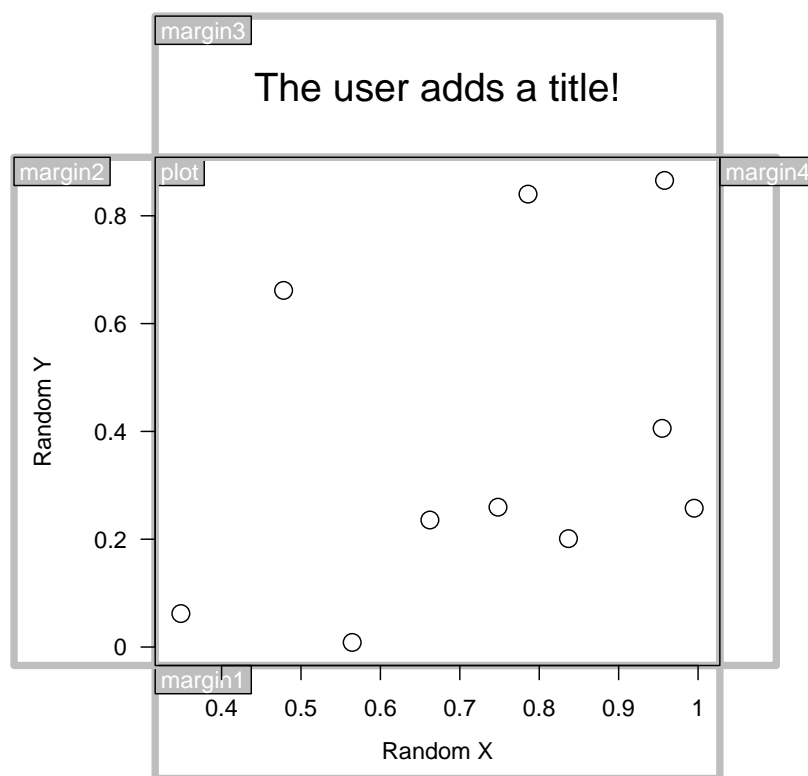 margin3
The user adds a title!
margin2
plot
margin4
0.8
0.6
0.4
0.2
0
Random Y
margin1
0.4 0.5 0.6 0.7 0.8 0.9 1
Random X